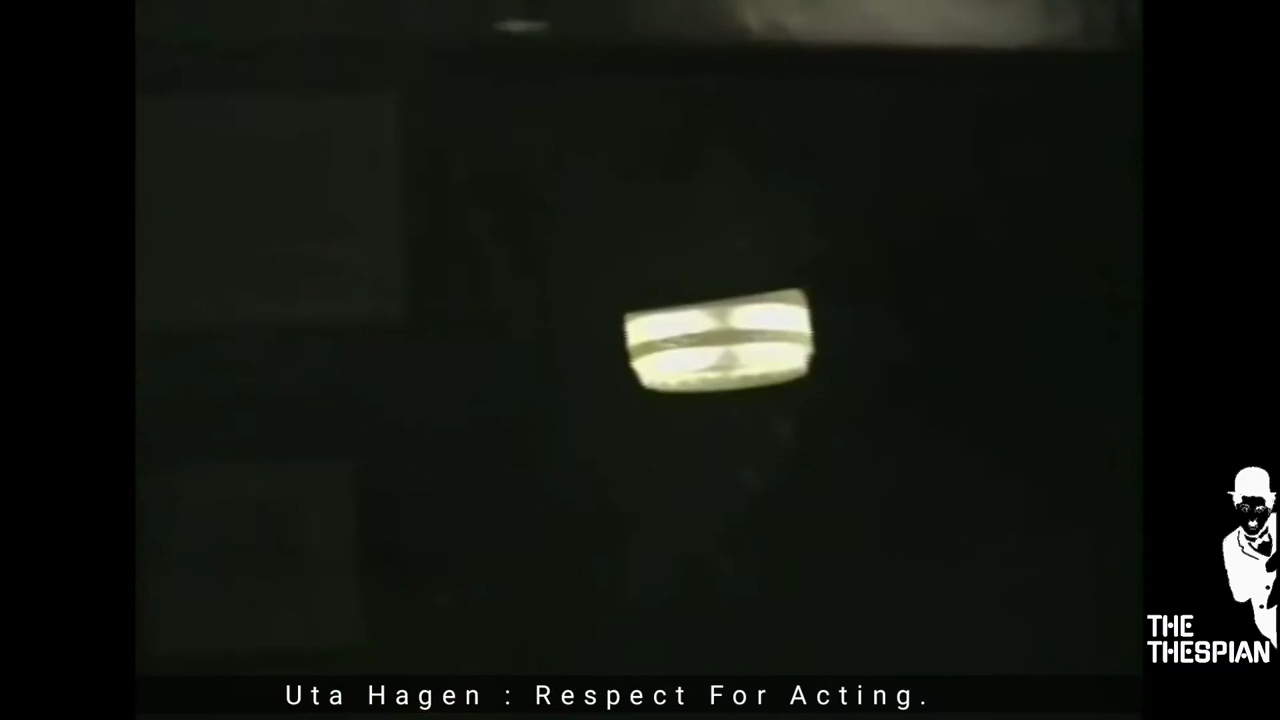 THE
THESPIAN
Uta Hagen : Respect For Acting.